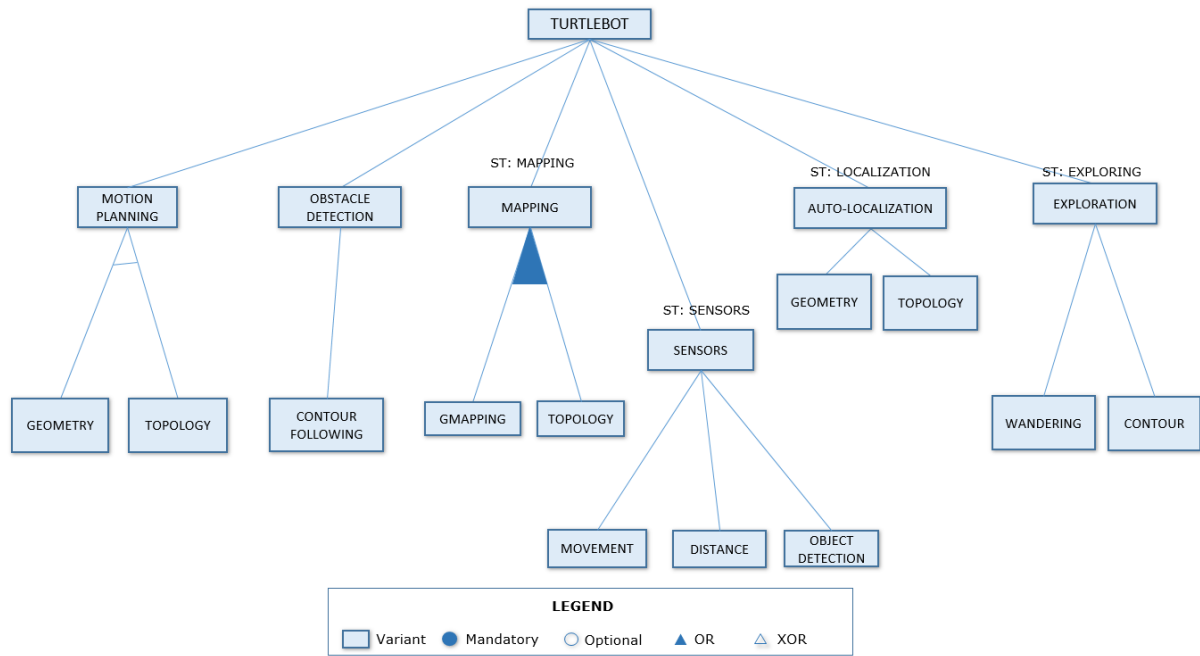 TURTLEBOT
ST: MAPPING
ST: LOCALIZATION
ST: EXPLORING
MOTION
PLANNING
OBSTACLE
DETECTION
MAPPING
AUTO-LOCALIZATION
EXPLORATION
GEOMETRY
TOPOLOGY
ST: SENSORS
SENSORS
GEOMETRY
TOPOLOGY
CONTOUR
FOLLOWING
GMAPPING
TOPOLOGY
WANDERING
CONTOUR
MOVEMENT
DISTANCE
OBJECT
DETECTION
LEGEND
Variant
Mandatory
Optional
OR
XOR